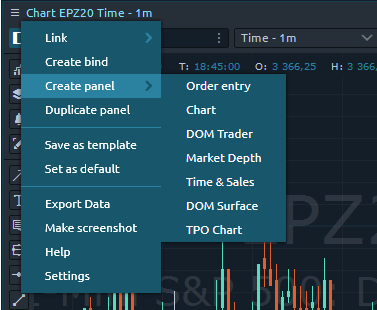 Chart EPZ20 Time - 1m
Time - 1m
T: 18:45:00 O: 3 366,25 H: 3 366,
Link
Create bind
Create panel
Duplicate panel
Save as template
Set as default
Export Data
Make screenshot
Help
Settings
Order entry
Chart
DOM Trader
Market Depth
Time & Sales
DOM Surface
TPO Chart
EPZ20
S&P 500